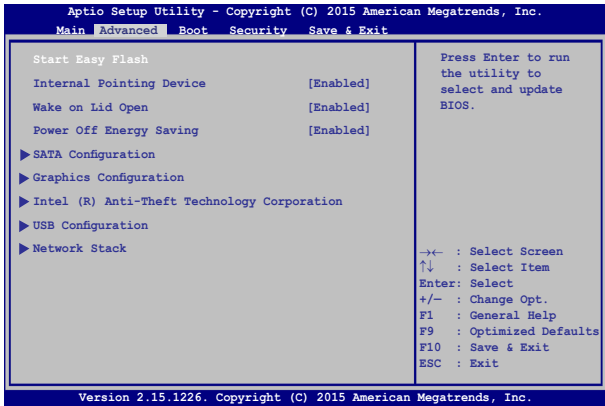 Aptio Setup Utility - Copyright (C) 2015 American Megatrends, Inc.
Main Advanced Boot Security Save & Exit
Start Easy Flash
Internal Pointing Device [Enabled]
Wake on Lid Open [Enabled]
Power Off Energy Saving [Enabled]
SATA Configuration
Graphics Configuration
Intel (R) Anti-Theft Technology Corporation
USB Configuration
Network Stack
Press Enter to run
the utility to
select and update
BIOS.
→← : Select Screen
↑↓ : Select Item
Enter: Select
+/— : Change Opt.
F1 : General Help
F9 : Optimized Defaults
F10 : Save & Exit
ESC : Exit
Version 2.15.1226. Copyright (C) 2015 American Megatrends, Inc.